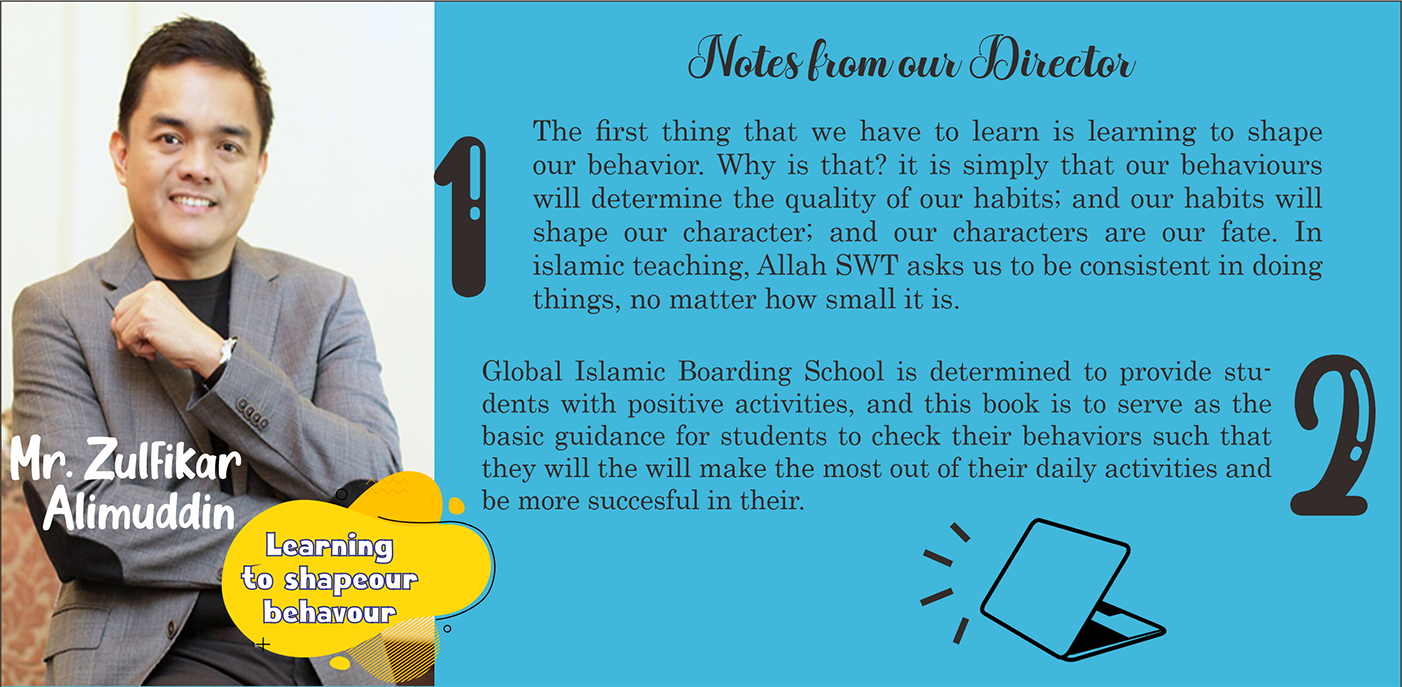 Notes from our Director
1
The first thing that we have to learn is learning to shape
our behavior. Why is that? it is simply that our behaviours
will determine the quality of our habits; and our habits will
shape our character; and our characters are our fate. In
islamic teaching, Allah SWT asks us to be consistent in doing
things, no matter how small it is.
2
Global Islamic Boarding School is determined to provide stu-
dents with positive activities, and this book is to serve as the
basic guidance for students to check their behaviors such that
they will the will make the most out of their daily activities and
be more succesful in their.
Mr. Zulfikar
Alimuddin
Learning
to shapeour
behavour